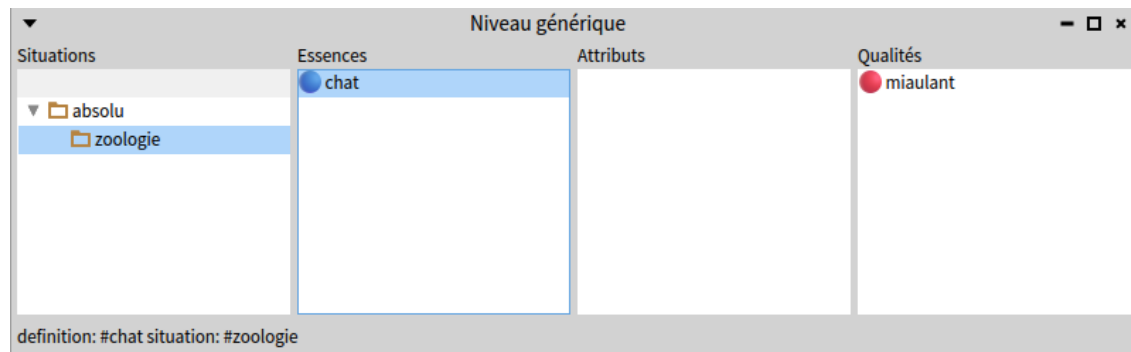 Niveau générique
Situations Essences Attributs Qualités
chat miaulant
absolu
zoologie
definition: #chat situation: #zoologie